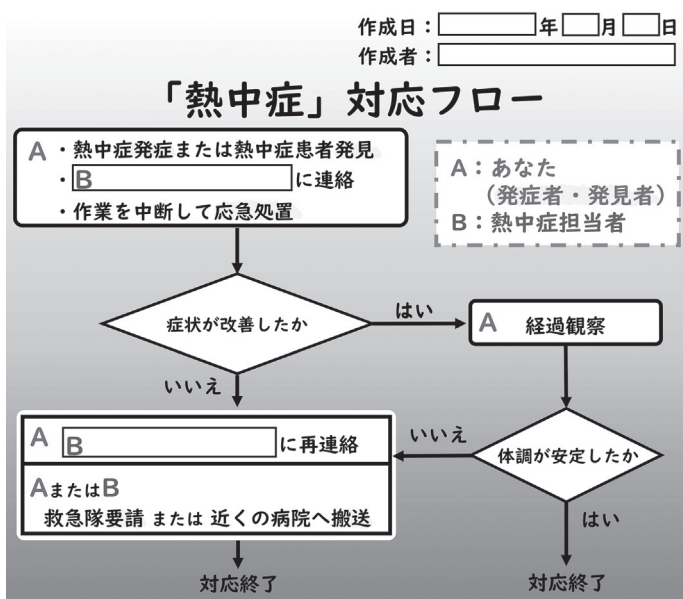 作成日：　年　月　日
作成者：
「熱中症」対応フロー
A ・熱中症発症または熱中症患者発見
・B に連絡
・作業を中断して応急処置
A：あなた
（発症者・発見者）
B：熱中症担当者
症状が改善したか
はい
A 経過観察
いいえ
A B に再連絡
AまたはB
救急隊要請 または 近くの病院へ搬送
対応終了
いいえ
体調が安定したか
はい
対応終了